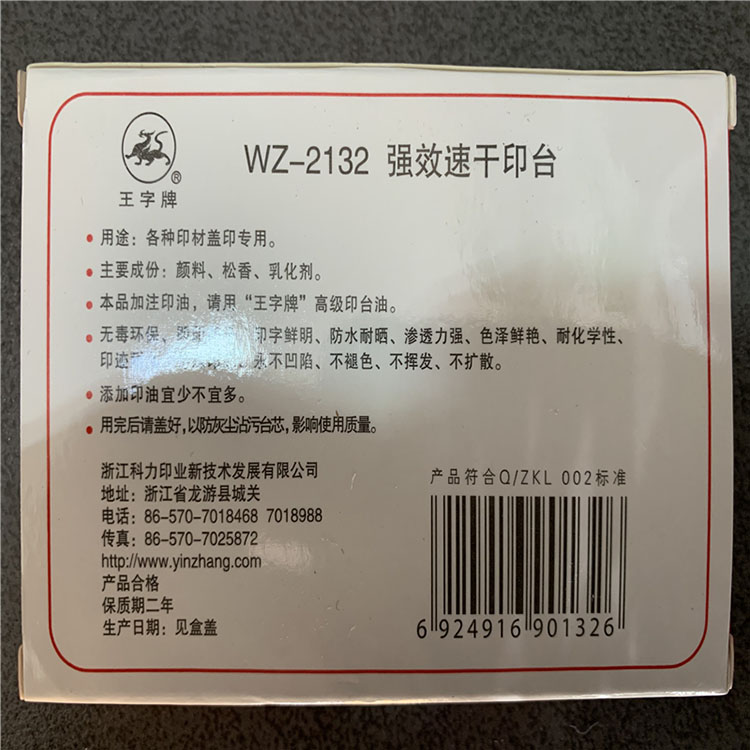 王字牌®
WZ-2132 强效速干印台
• 用途：各种印材盖印专用。
• 主要成份：颜料、松香、乳化剂。
• 本品加注印油，请用“王字牌”高级印台油。
• 无毒环保、 印字鲜明、防水耐晒、渗透力强、色泽鲜艳、耐化学性、
印迹 永不凹陷、不褪色、不挥发、不扩散。
• 添加印油宜少不宜多。
• 用完后请盖好，以防灰尘沾污台芯，影响使用质量。
浙江科力印业新技术发展有限公司
地址：浙江省龙游县城关
电话：86-570-7018468 7018988
传真：86-570-7025872
http://www.yinzhang.com
产品合格
保质期二年
生产日期：见盒盖
产品符合Q/ZKL 002标准
6 924916 901326